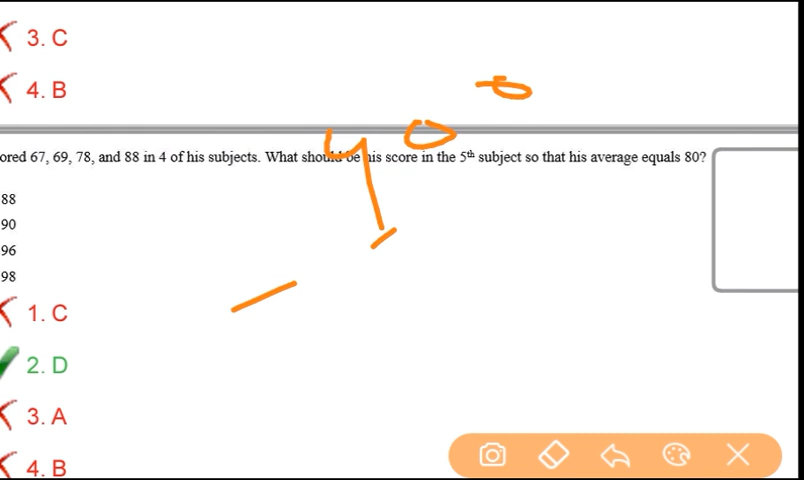 3. C
4. B
400
ored 67, 69, 78, and 88 in 4 of his subjects. What should be his score in the 5th subject so that his average equals 80?
88
90
96
98
1. C
2. D
3. A
4. B